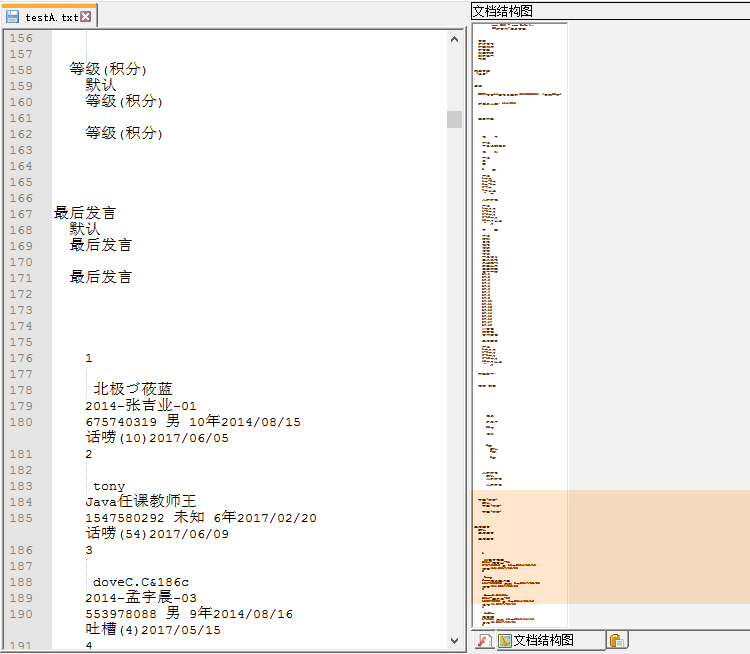 testA.txt
文档结构图
156
157
158 等级(积分)
159 默认
160 等级(积分)
161
162 等级(积分)
163
164
165
166
167 最后发言
168 默认
169 最后发言
170
171 最后发言
172
173
174
175
176 1
177
178 北极づ莜蓝
179 2014-张吉业-01
180 675740319 男 10年2014/08/15
话唠(10)2017/06/05
181 2
182
183 tony
184 Java任课教师王
185 1547580292 未知 6年2017/02/20
话唠(54)2017/06/09
186 3
187
188 doveC.C&186c
189 2014-孟宇晨-03
190 553978088 男 9年2014/08/16
吐槽(4)2017/05/15
191 4
文档结构图